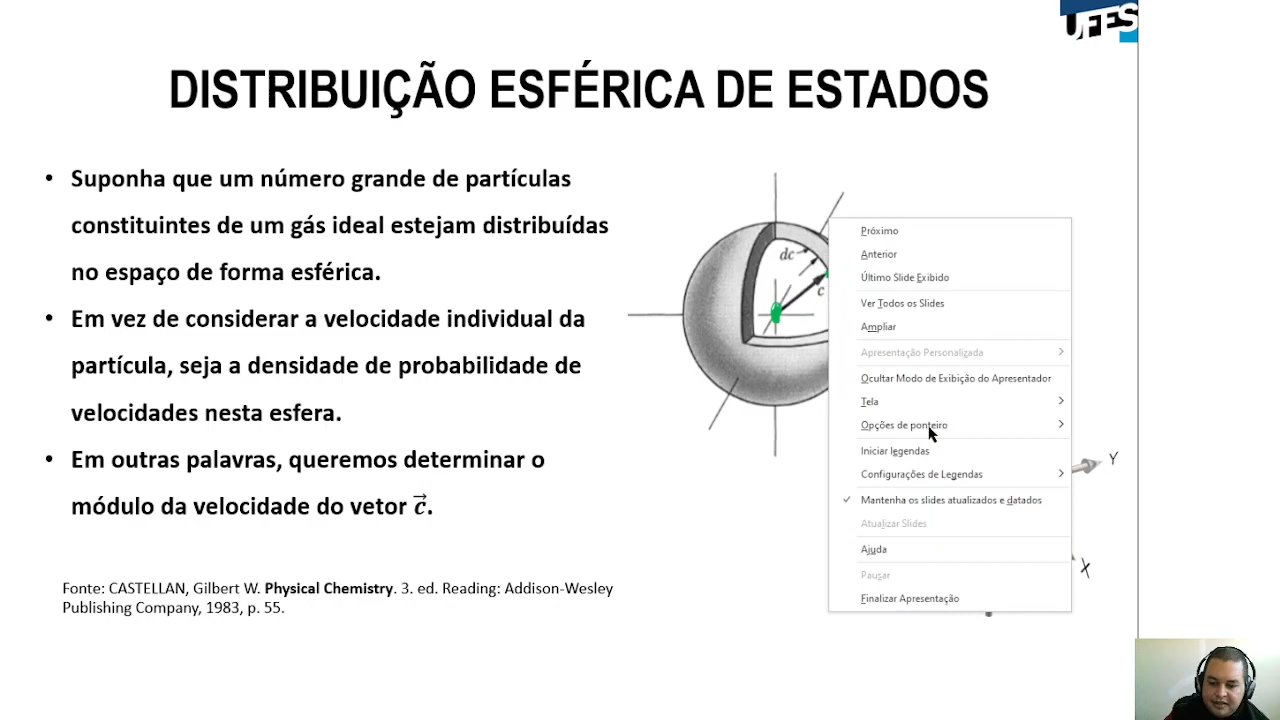 UFES
DISTRIBUIÇÃO ESFÉRICA DE ESTADOS
• Suponha que um número grande de partículas
constituintes de um gás ideal estejam distribuídas
no espaço de forma esférica.
• Em vez de considerar a velocidade individual da
partícula, seja a densidade de probabilidade de
velocidades nesta esfera.
• Em outras palavras, queremos determinar o
módulo da velocidade do vetor c⃗.
Fonte: CASTELLAN, Gilbert W. Physical Chemistry. 3. ed. Reading: Addison-Wesley
Publishing Company, 1983, p. 55.
dc
c
Próximo
Anterior
Último Slide Exibido
Ver Todos os Slides
Ampliar
Apresentação Personalizada
Ocultar Modo de Exibição do Apresentador
Tela
Opções de ponteiro
Iniciar legendas
Configurações de Legendas
Mantenha os slides atualizados e datados
Atualizar Slides
Ajuda
Pausar
Finalizar Apresentação
Y
X